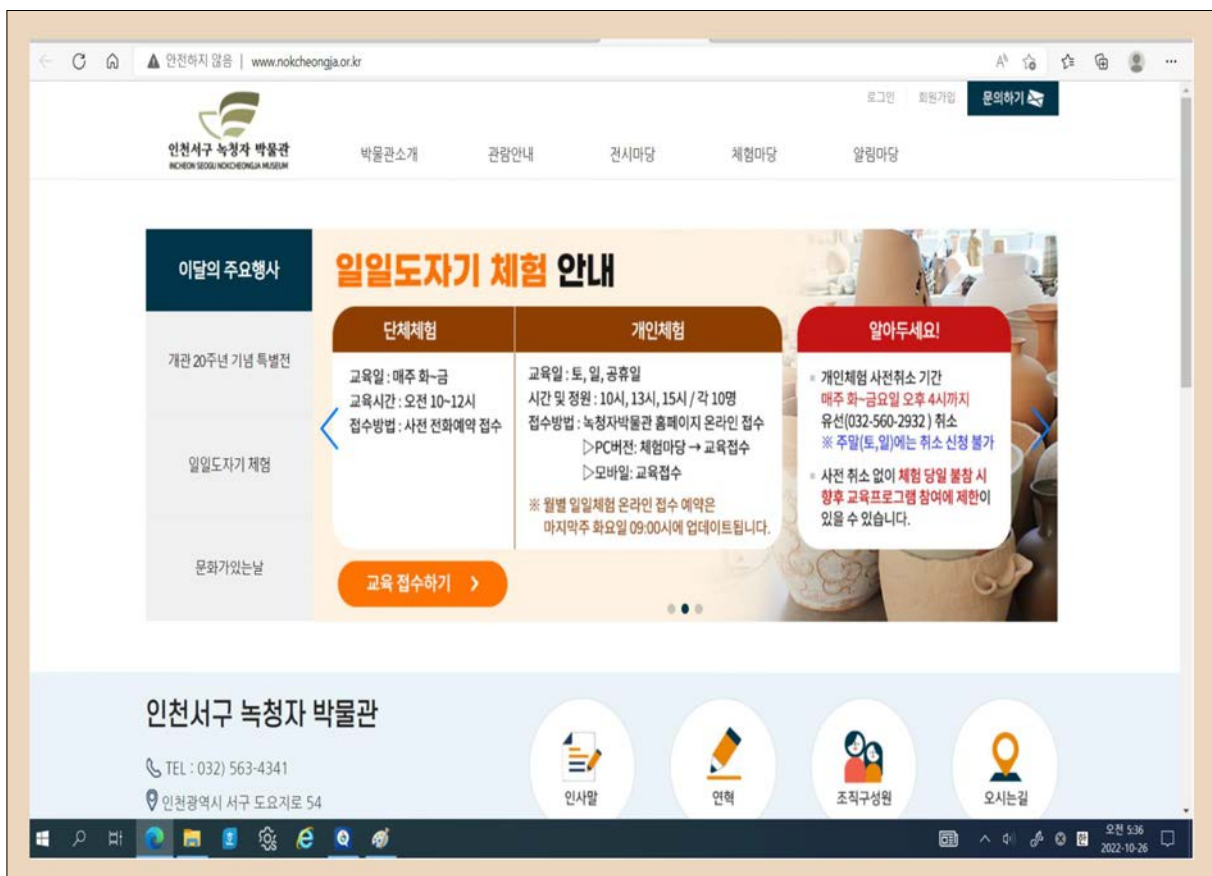 안전하지 않음 | www.nokcheongja.or.kr
로그인 회원가입 문의하기
인천서구 녹청자 박물관
INCHEON SEOGU NOKCHEONGJA MUSEUM
박물관소개 관람안내 전시마당 체험마당 알림마당
이달의 주요행사
개관 20주년 기념 특별전
일일도자기 체험
문화가있는날
일일도자기 체험 안내
단체체험
교육일 : 매주 화~금
교육시간 : 오전 10~12시
접수방법 : 사전 전화예약 접수
개인체험
교육일 : 토, 일, 공휴일
시간 및 정원 : 10시, 13시, 15시 / 각 10명
접수방법 : 녹청자박물관 홈페이지 온라인 접수
▷PC버전: 체험마당 → 교육접수
▷모바일: 교육접수
※ 월별 일일체험 온라인 접수 예약은
마지막주 화요일 09:00시에 업데이트됩니다.
알아두세요!
개인체험 사전취소 기간
매주 화~금요일 오후 4시까지
유선(032-560-2932 ) 취소
※ 주말(토,일)에는 취소 신청 불가
사전 취소 없이 체험 당일 불참 시
향후 교육프로그램 참여에 제한이
있을 수 있습니다.
교육 접수하기
인천서구 녹청자 박물관
TEL : 032) 563-4341
인천광역시 서구 도요지로 54
인사말 연혁 조직구성원 오시는길
한
오전 5:36
2022-10-26